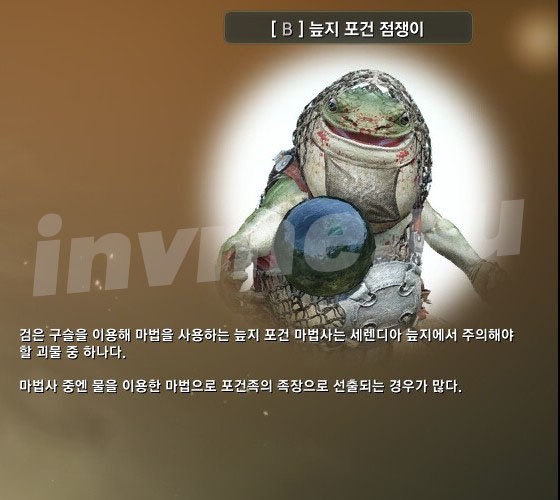 [ B ] 늪지 포건 점쟁이
검은 구슬을 이용해 마법을 사용하는 늪지 포건 마법사는 세렌디아 늪지에서 주의해야
할 괴물 중 하나다.
마법사 중엔 물을 이용한 마법으로 포건족의 족장으로 선출되는 경우가 많다.